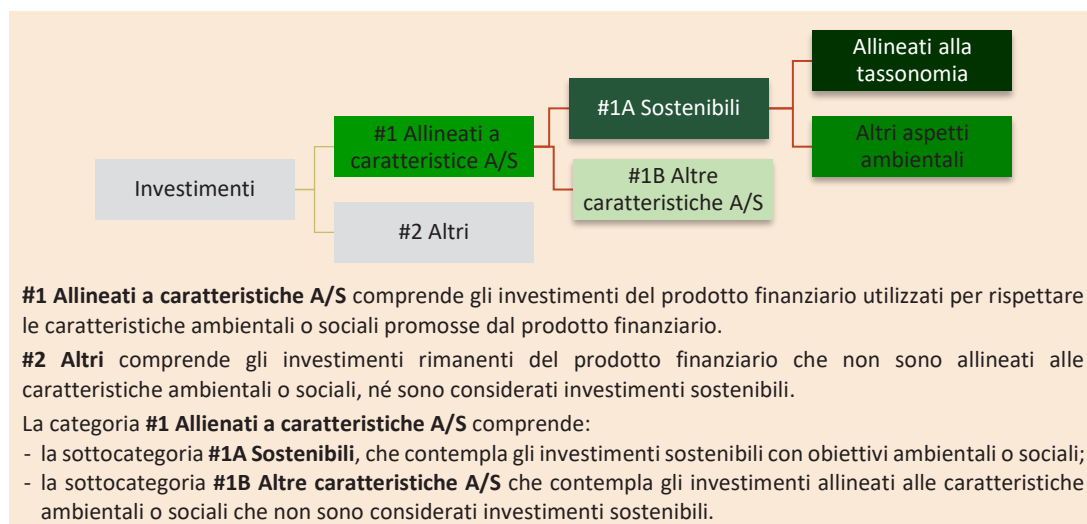 Allineati alla
tassonomia
#1A Sostenibili
#1 Allineati a
caratteristice A/S
Altri aspetti
ambientali
#1B Altre
caratteristiche A/S
Investimenti
#2 Altri
#1 Allineati a caratteristiche A/S comprende gli investimenti del prodotto finanziario utilizzati per rispettare
le caratteristiche ambientali o sociali promosse dal prodotto finanziario.
#2 Altri comprende gli investimenti rimanenti del prodotto finanziario che non sono allineati alle
caratteristiche ambientali o sociali, né sono considerati investimenti sostenibili.
La categoria #1 Allienati a caratteristiche A/S comprende:
- la sottocategoria #1A Sostenibili, che contempla gli investimenti sostenibili con obiettivi ambientali o sociali;
- la sottocategoria #1B Altre caratteristiche A/S che contempla gli investimenti allineati alle caratteristiche
ambientali o sociali che non sono considerati investimenti sostenibili.